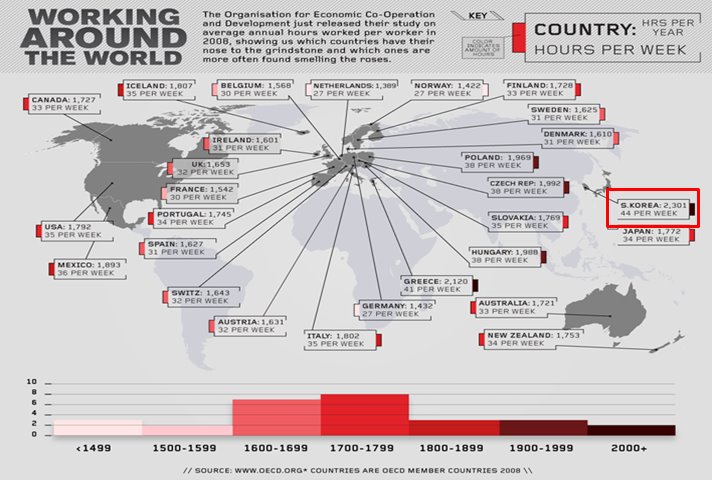 WORKING
AROUND
THE WORLD
The Organisation for Economic Co-Operation
and Development just released their study on
average annual hours worked per worker in
2008, showing us which countries have their
nose to the grindstone and which ones are
more often found smelling the roses.
KEY
COLOR INDICATES
AMOUNT OF
HOURS
COUNTRY: HRS PER
YEAR
HOURS PER WEEK
ICELAND: 1,807
35 PER WEEK
BELGIUM: 1,568
30 PER WEEK
NETHERLANDS: 1,389
27 PER WEEK
NORWAY: 1,422
27 PER WEEK
FINLAND: 1,728
33 PER WEEK
CANADA: 1,727
33 PER WEEK
SWEDEN: 1,625
31 PER WEEK
IRELAND: 1,601
31 PER WEEK
DENMARK: 1,610
31 PER WEEK
UK: 1,653
32 PER WEEK
POLAND: 1,969
38 PER WEEK
FRANCE: 1,542
30 PER WEEK
CZECH REP: 1,992
38 PER WEEK
S.KOREA: 2,301
44 PER WEEK
PORTUGAL: 1,745
34 PER WEEK
SLOVAKIA: 1,769
35 PER WEEK
USA: 1,792
35 PER WEEK
JAPAN: 1,772
34 PER WEEK
SPAIN: 1,627
31 PER WEEK
HUNGARY: 1,988
38 PER WEEK
MEXICO: 1,893
36 PER WEEK
GREECE: 2,120
41 PER WEEK
SWITZ: 1,643
32 PER WEEK
GERMANY: 1,432
27 PER WEEK
AUSTRALIA: 1,721
33 PER WEEK
AUSTRIA: 1,631
32 PER WEEK
ITALY: 1,802
35 PER WEEK
NEW ZEALAND: 1,753
34 PER WEEK
10
8
6
4
2
0
<1499 1500-1599 1600-1699 1700-1799 1800-1899 1900-1999 2000+
// SOURCE: WWW.OECD.ORG* COUNTRIES ARE OECD MEMBER COUNTRIES 2008 \\